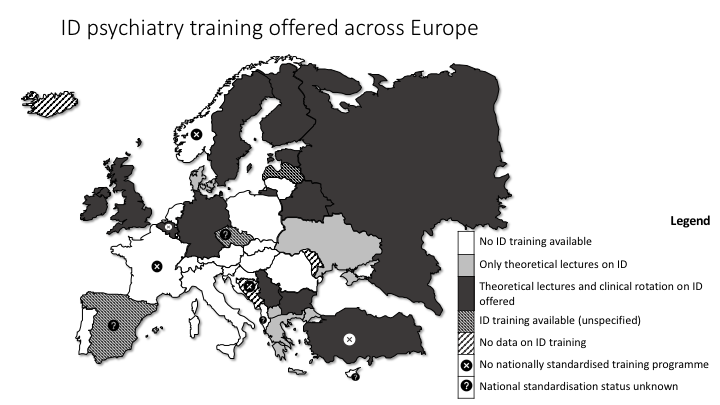 ID psychiatry training offered across Europe
Legend
No ID training available
Only theoretical lectures on ID
Theoretical lectures and clinical rotation on ID
offered
ID training available (unspecified)
No data on ID training
No nationally standardised training programme
National standardisation status unknown